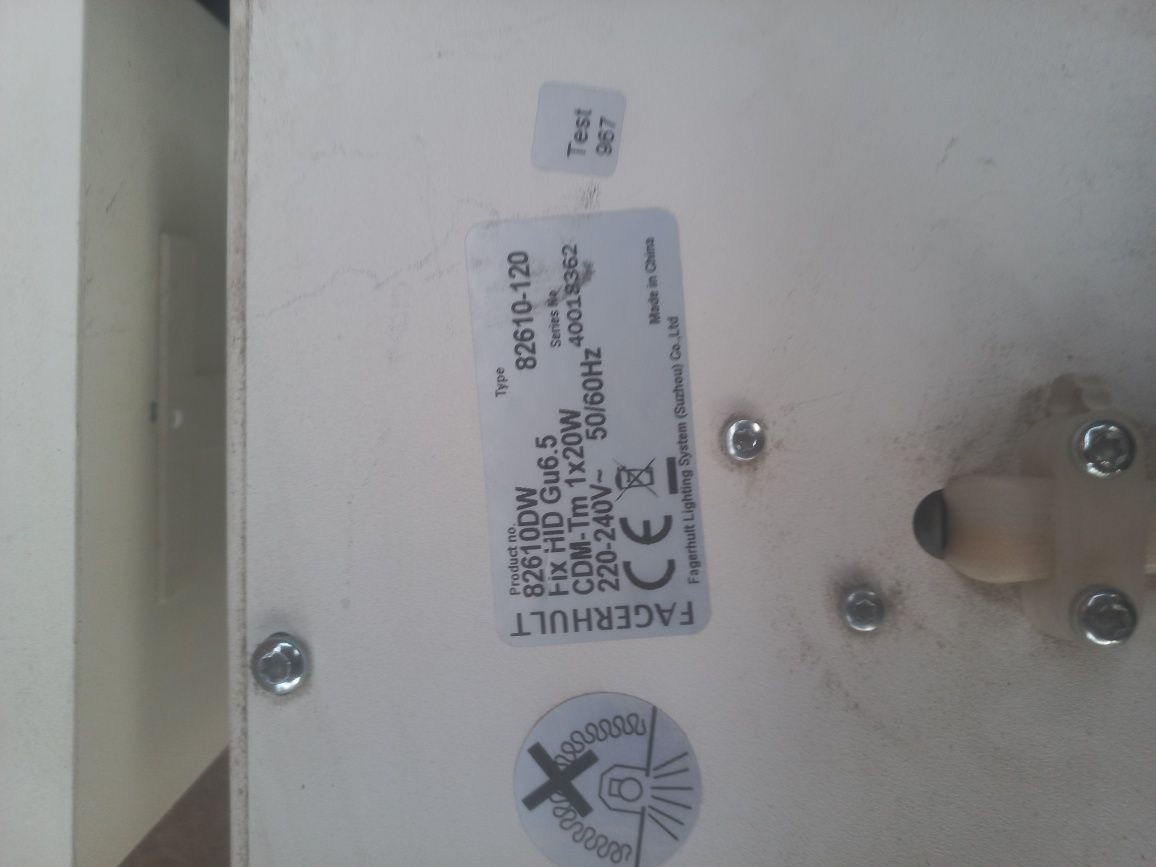 FAGERHULT
Product no. Type
82610DW 82610-120
Fix HID Gu6.5 Series No
CDM-Tm 1x20W 40018362
220-240V~ 50/60Hz
CE Made in China
Fagerhult Lighting System (Suzhou) Co.,Ltd
Test
967